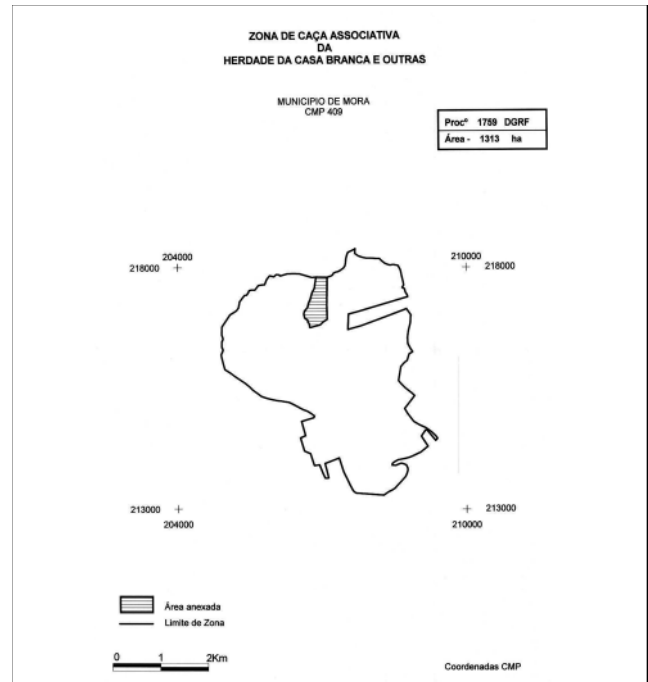 ZONA DE CAÇA ASSOCIATIVA
DA
HERDADE DA CASA BRANCA E OUTRAS
MUNICIPIO DE MORA
CMP 409
Procº 1759 DGRF
Área - 1313 ha
204000
218000
210000
218000
213000
204000
213000
210000
Área anexada
Limite de Zona
0 1 2Km
Coordenadas CMP